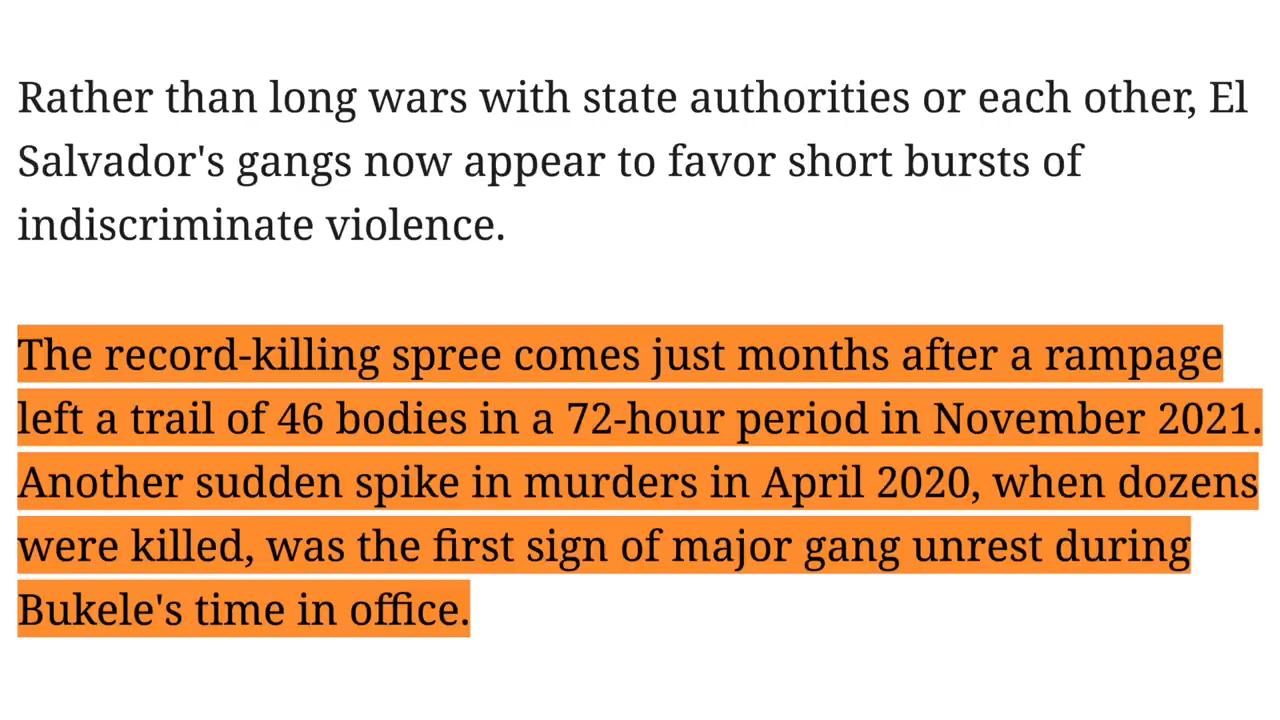 Rather than long wars with state authorities or each other, El
Salvador's gangs now appear to favor short bursts of
indiscriminate violence.
The record-killing spree comes just months after a rampage
left a trail of 46 bodies in a 72-hour period in November 2021.
Another sudden spike in murders in April 2020, when dozens
were killed, was the first sign of major gang unrest during
Bukele's time in office.